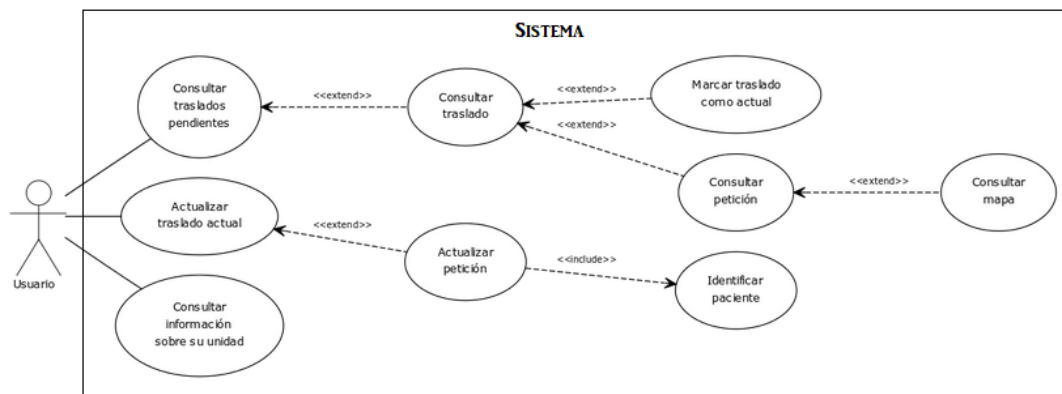 SISTEMA
Consultar
traslados
pendientes
<<extend>>
Consultar
traslado
<<extend>>
Marcar traslado
como actual
<<extend>>
Consultar
petición
<<extend>>
Consultar
mapa
Actualizar
traslado actual
<<extend>>
Actualizar
petición
<<include>>
Identificar
paciente
Usuario
Consultar
información
sobre su unidad